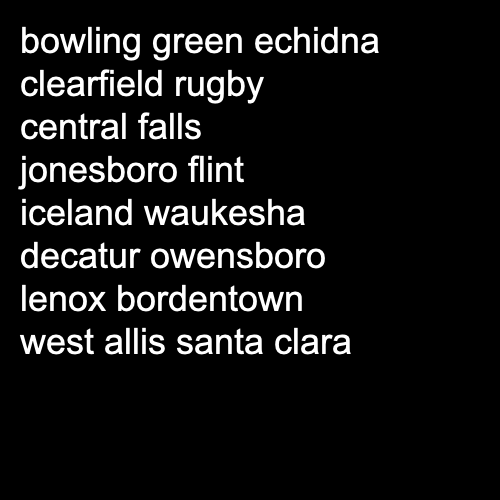 bowling green echidna
clearfield rugby
central falls
jonesboro flint
iceland waukesha
decatur owensboro
lenox bordentown
west allis santa clara